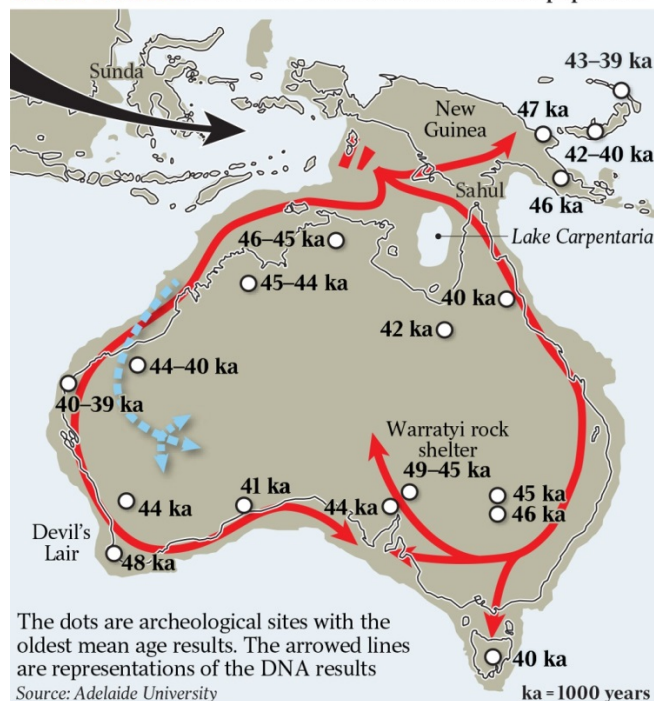 Sunda
43–39 ka
New
Guinea
47 ka
42–40 ka
Sahul
46 ka
46–45 ka
Lake Carpentaria
45–44 ka
40 ka
42 ka
44–40 ka
40–39 ka
Warratyi rock
shelter
49–45 ka
41 ka
45 ka
44 ka
44 ka
46 ka
Devil's
Lair
48 ka
The dots are archeological sites with the
oldest mean age results. The arrowed lines
are representations of the DNA results
40 ka
Source: Adelaide University
ka = 1000 years